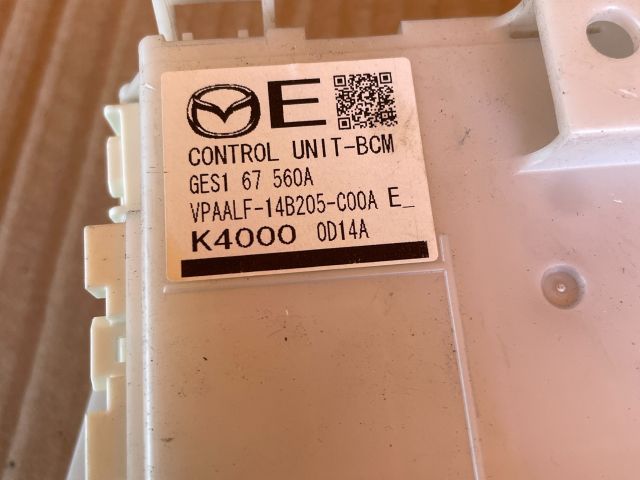 E
CONTROL UNIT-BCM
GES1 67 560A
VPAALF-14B205-C00A E_
K4000 0D14A